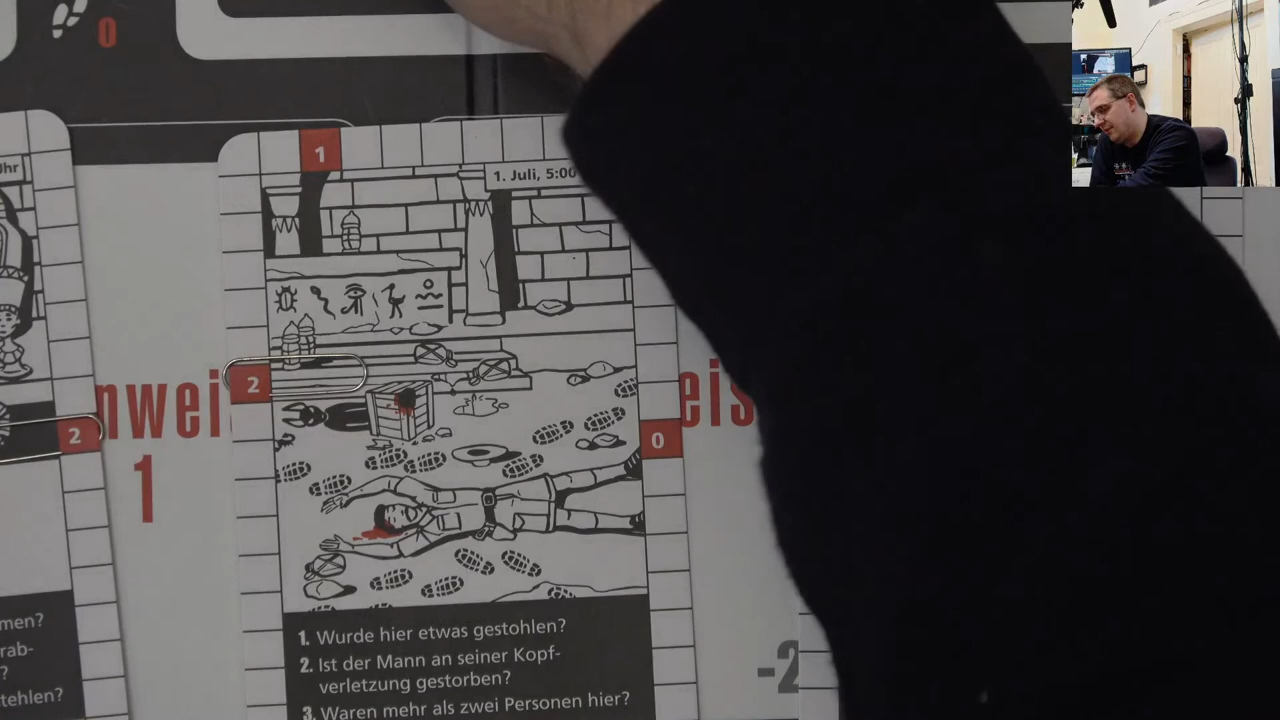 0
Uhr
1
1. Juli, 5:00
2
2
nwei
eis
0
1
men?
rab-
?
tehlen?
1. Wurde hier etwas gestohlen?
2. Ist der Mann an seiner Kopf-
verletzung gestorben?
3. Waren mehr als zwei Personen hier?
-2